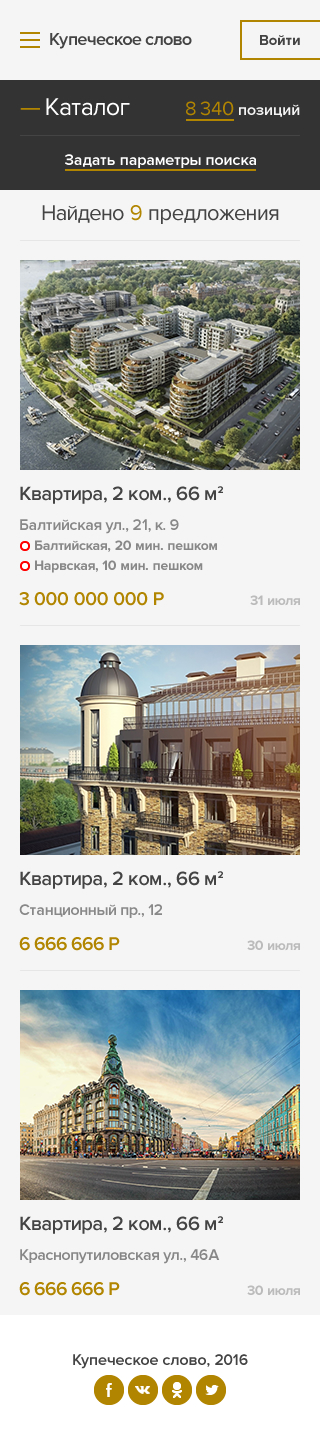 Купеческое слово
Войти
— Каталог
8 340 позиций
Задать параметры поиска
Найдено 9 предложения
Квартира, 2 ком., 66 м²
Балтийская ул., 21, к. 9
Балтийская, 20 мин. пешком
Нарвская, 10 мин. пешком
3 000 000 000 Р
31 июля
Квартира, 2 ком., 66 м²
Станционный пр., 12
6 666 666 Р
30 июля
Квартира, 2 ком., 66 м²
Краснопутиловская ул., 46А
6 666 666 Р
30 июля
Купеческое слово, 2016